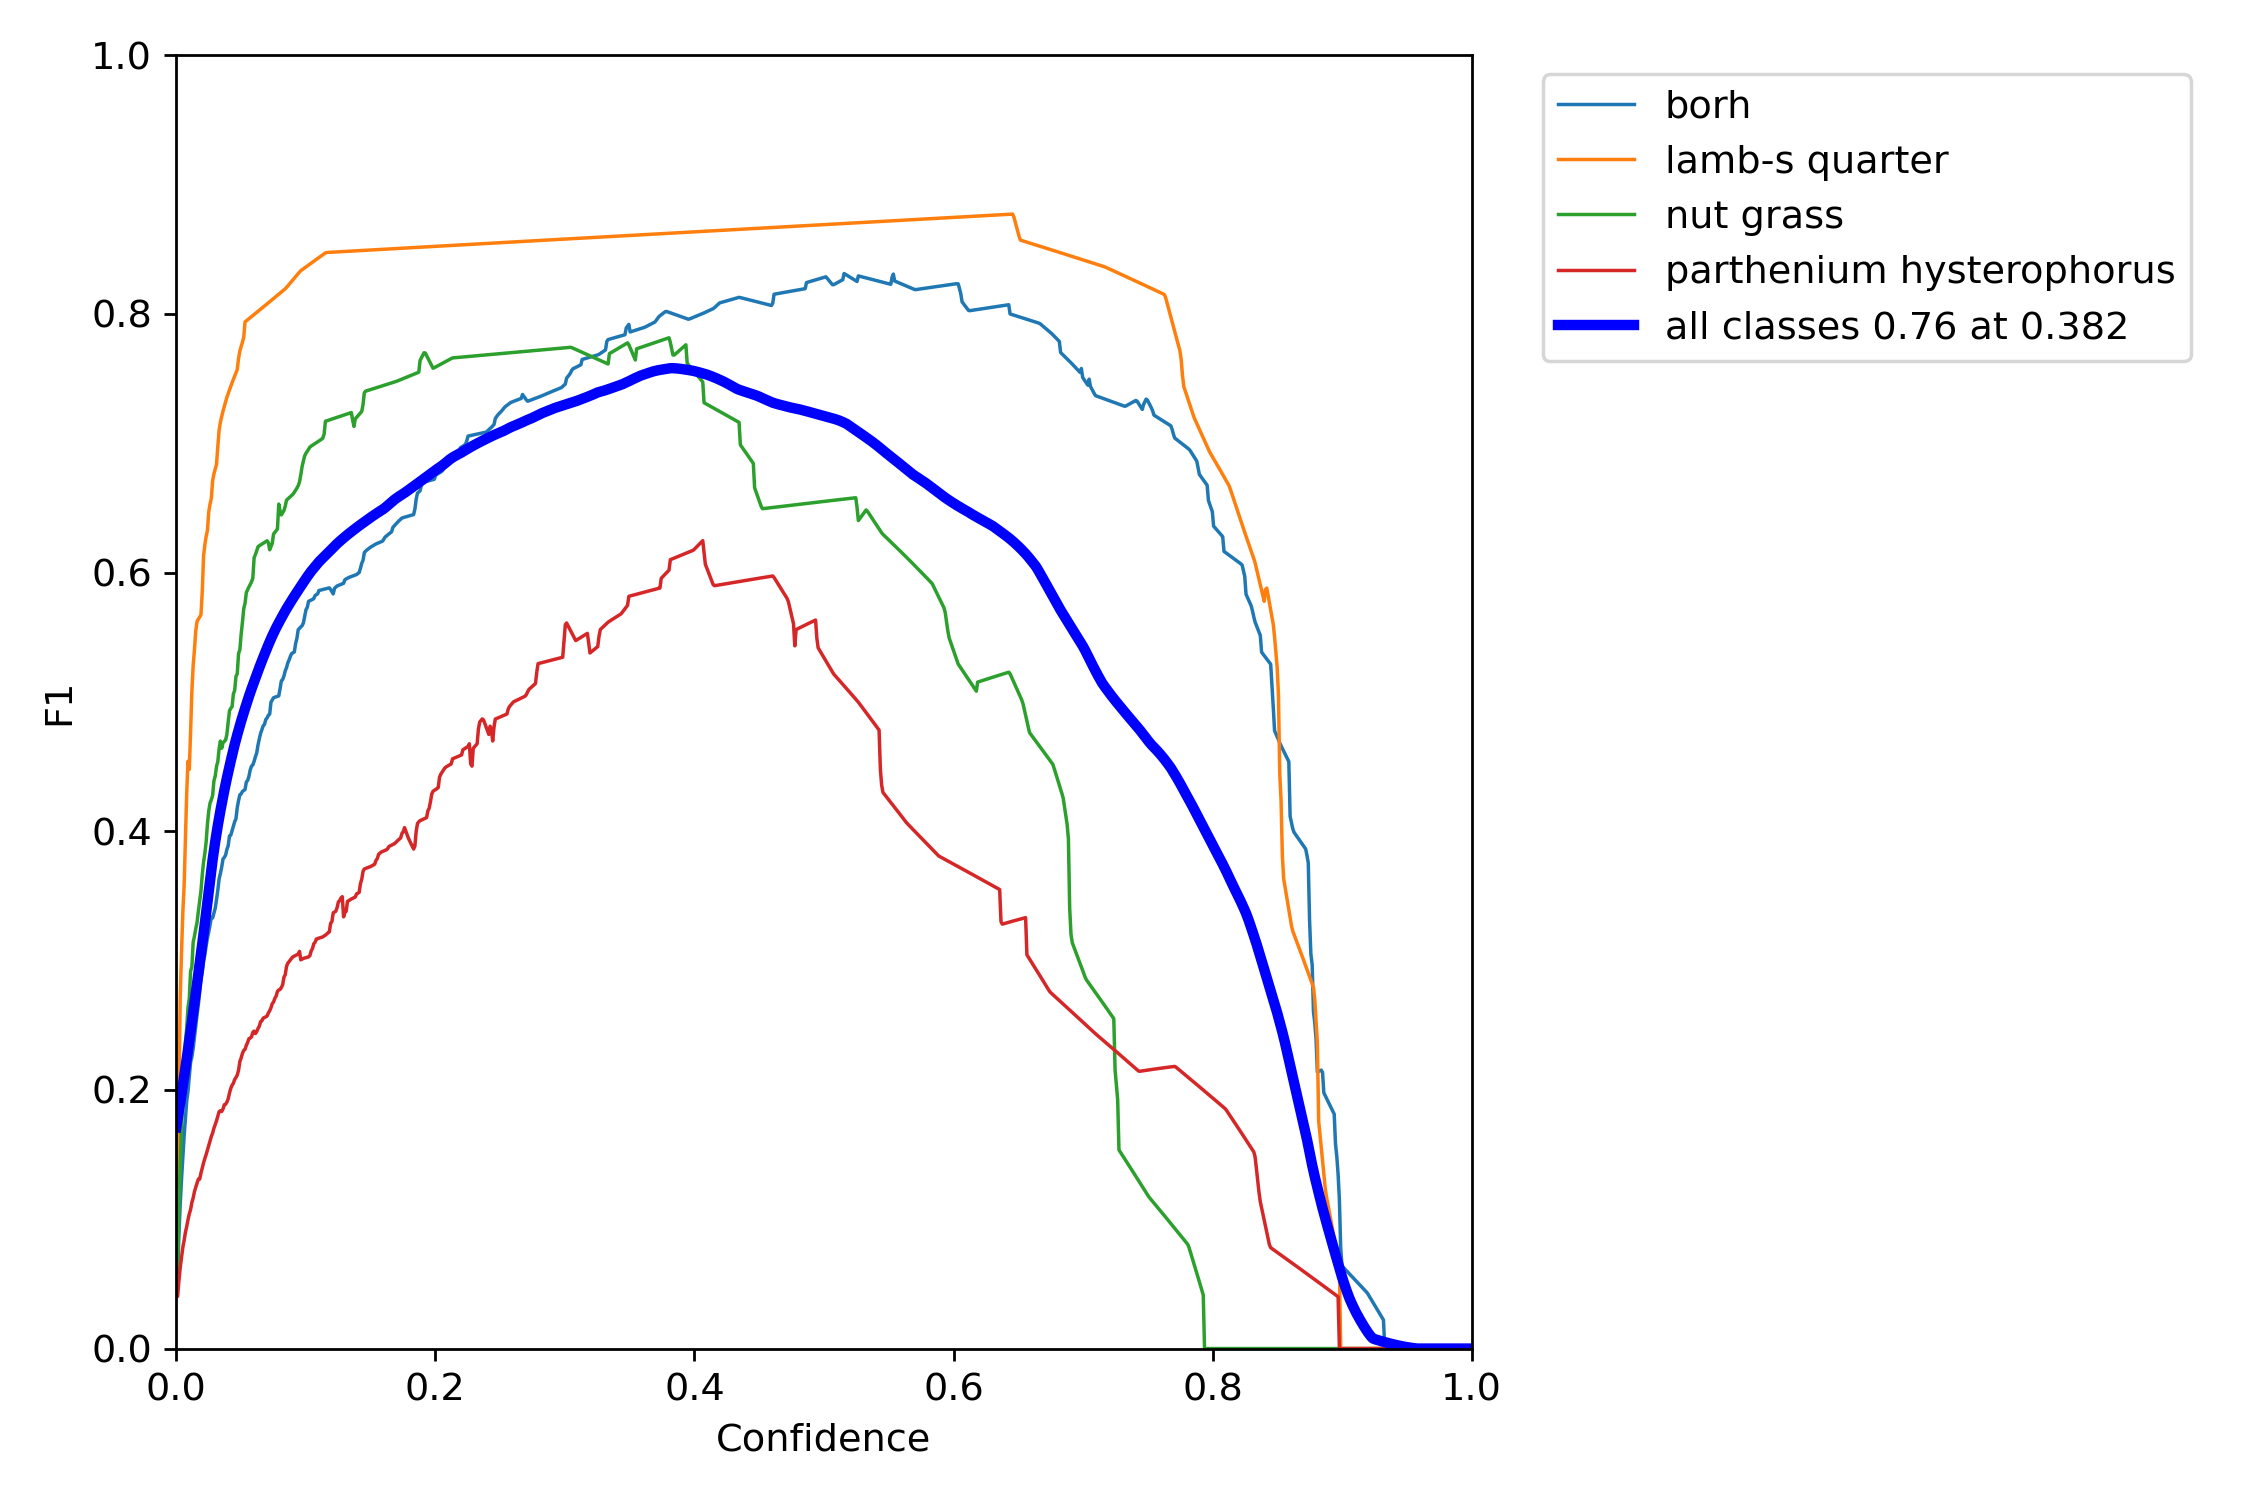 1.0
0.8
0.6
0.4
0.2
0.0
F1
0.0 0.2 0.4 0.6 0.8 1.0
Confidence
borh
lamb-s quarter
nut grass
parthenium hysterophorus
all classes 0.76 at 0.382